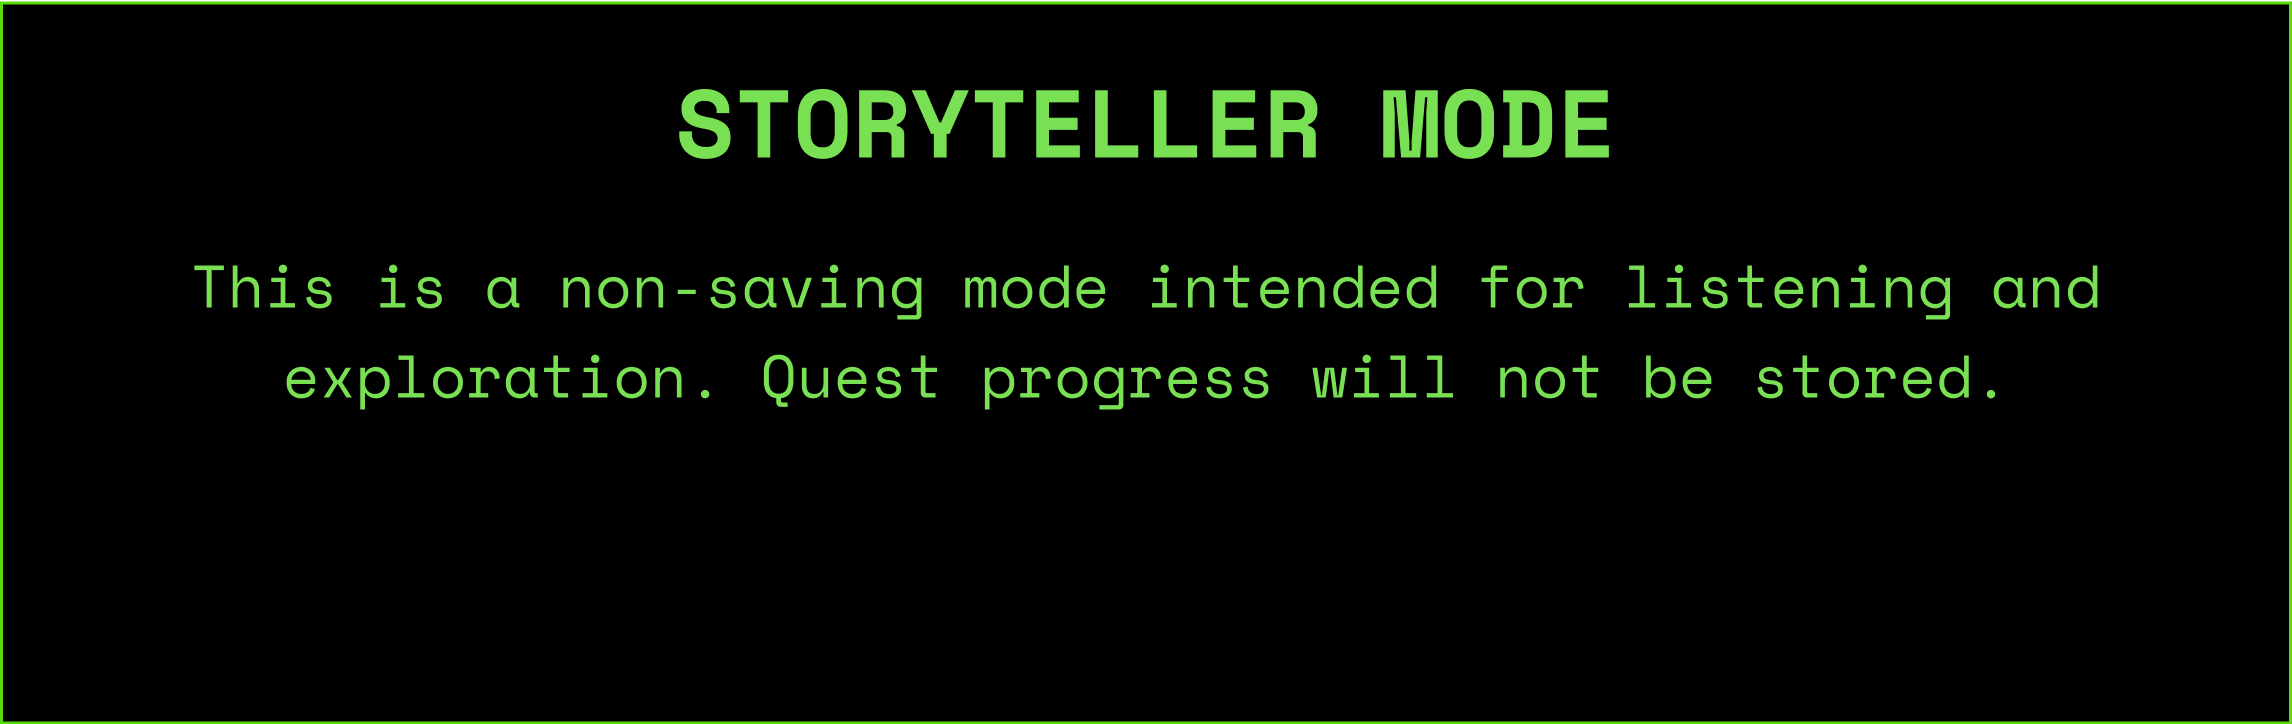 STORYTELLER MODE
This is a non-saving mode intended for listening and
exploration. Quest progress will not be stored.